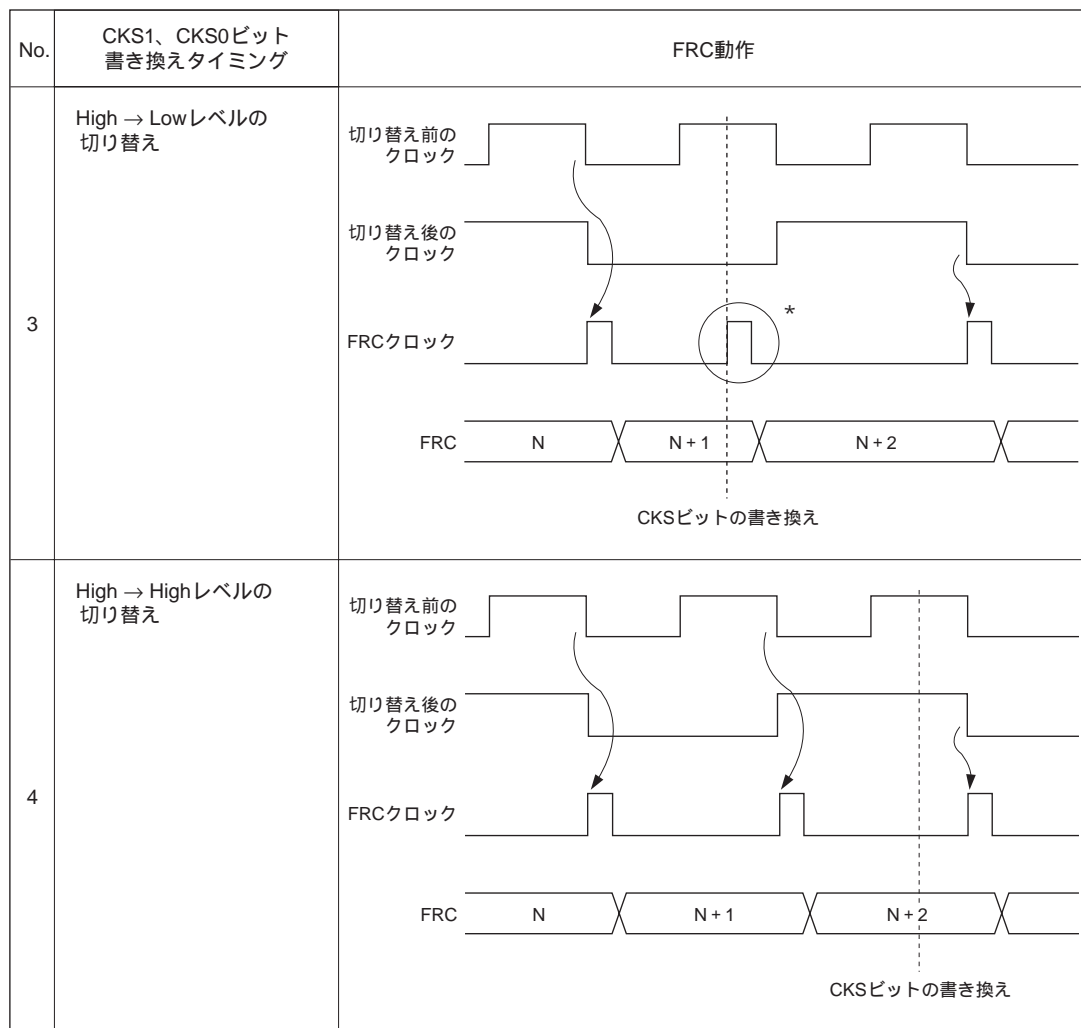 No.
CKS1、CKS0ビット
書き換えタイミング
FRC動作
3
High → Lowレベルの
切り替え
切り替え前の
クロック
切り替え後の
クロック
FRCクロック
*
FRC
N
N + 1
N + 2
CKSビットの書き換え
4
High → Highレベルの
切り替え
切り替え前の
クロック
切り替え後の
クロック
FRCクロック
FRC
N
N + 1
N + 2
CKSビットの書き換え